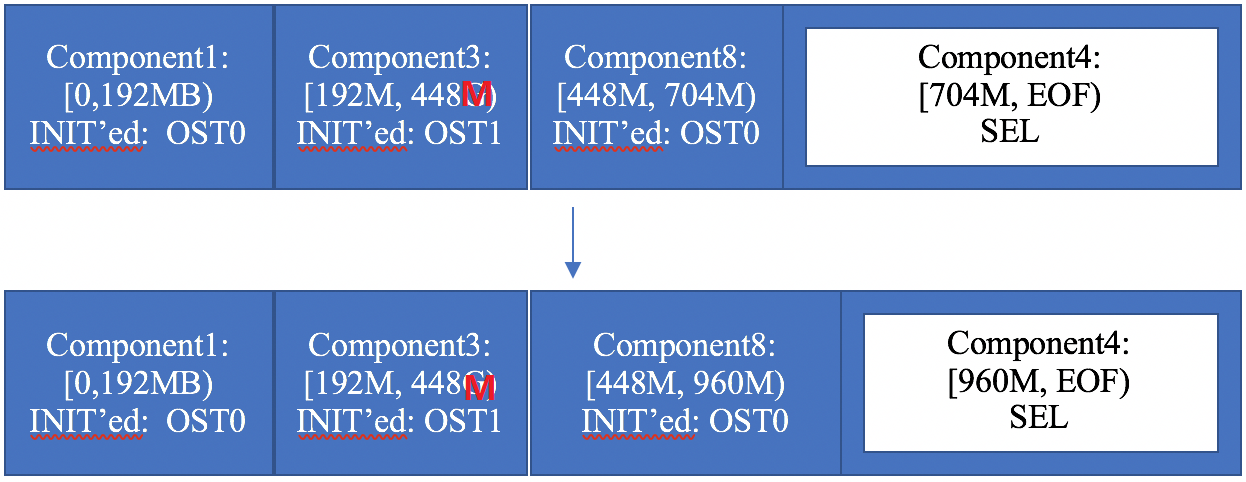 Component1:
[0,192MB)
INIT’ed:  OST0
Component3:
[192M, 448M)
INIT’ed: OST1
Component8:
[448M, 704M)
INIT’ed: OST0
Component4:
[704M, EOF)
SEL
Component1:
[0,192MB)
INIT’ed:  OST0
Component3:
[192M, 448M)
INIT’ed: OST1
Component8:
[448M, 960M)
INIT’ed: OST0
Component4:
[960M, EOF)
SEL